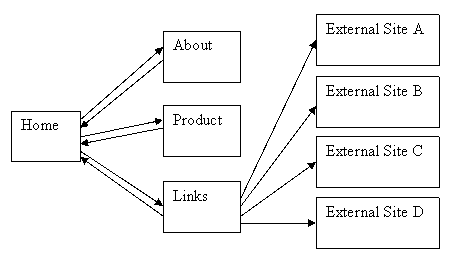 Home
About
Product
Links
External Site A
External Site B
External Site C
External Site D